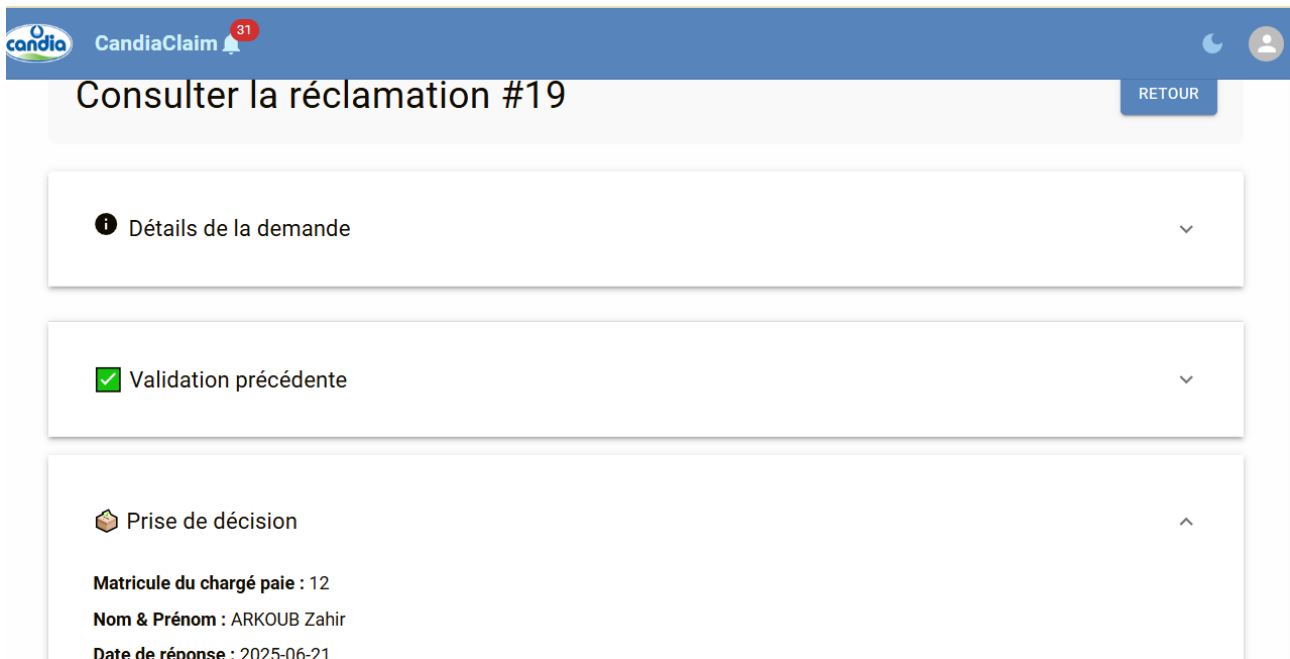 candia
CandiaClaim 31
Consulter la réclamation #19
RETOUR
Détails de la demande
Validation précédente
Prise de décision
Matricule du chargé paie : 12
Nom & Prénom : ARKOUB Zahir
Date de réponse : 2025-06-21